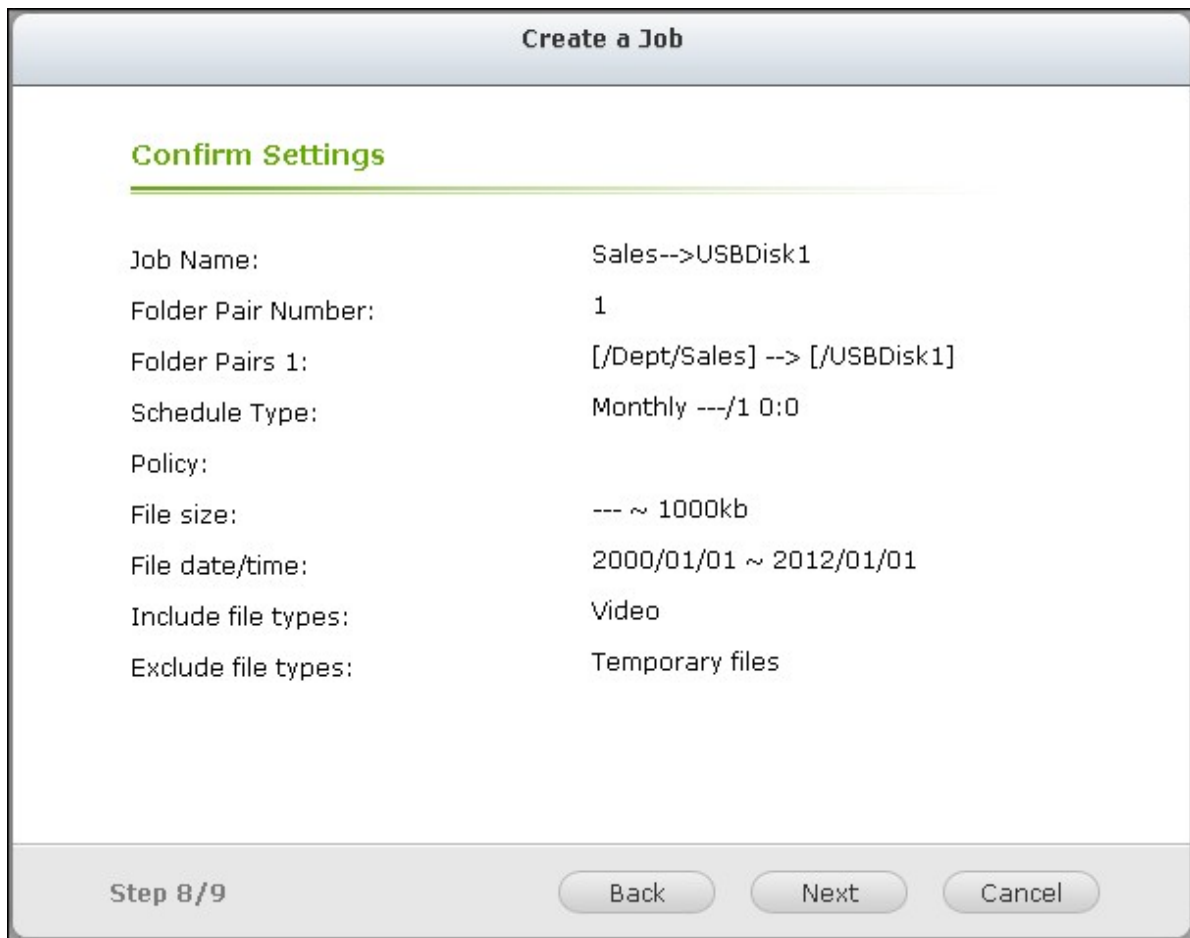 Create a Job
Confirm Settings
Job Name: Sales-->USBDisk1
Folder Pair Number: 1
Folder Pairs 1: [/Dept/Sales] --> [/USBDisk1]
Schedule Type: Monthly ---/1 0:0
Policy:
File size: --- ~ 1000kb
File date/time: 2000/01/01 ~ 2012/01/01
Include file types: Video
Exclude file types: Temporary files
Step 8/9 Back Next Cancel